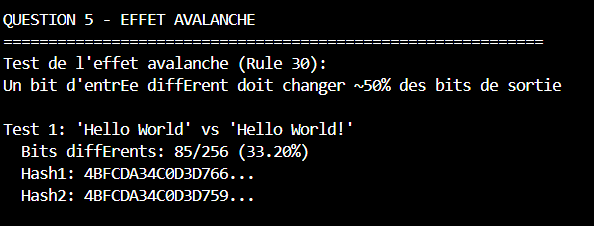 QUESTION 5 - EFFET AVALANCHE
============================================================
Test de l'effet avalanche (Rule 30):
Un bit d'entrEe diffErent doit changer ~50% des bits de sortie
Test 1: 'Hello World' vs 'Hello World!'
Bits diffErents: 85/256 (33.20%)
Hash1: 4BFCDA34C0D3D766...
Hash2: 4BFCDA34C0D3D759...